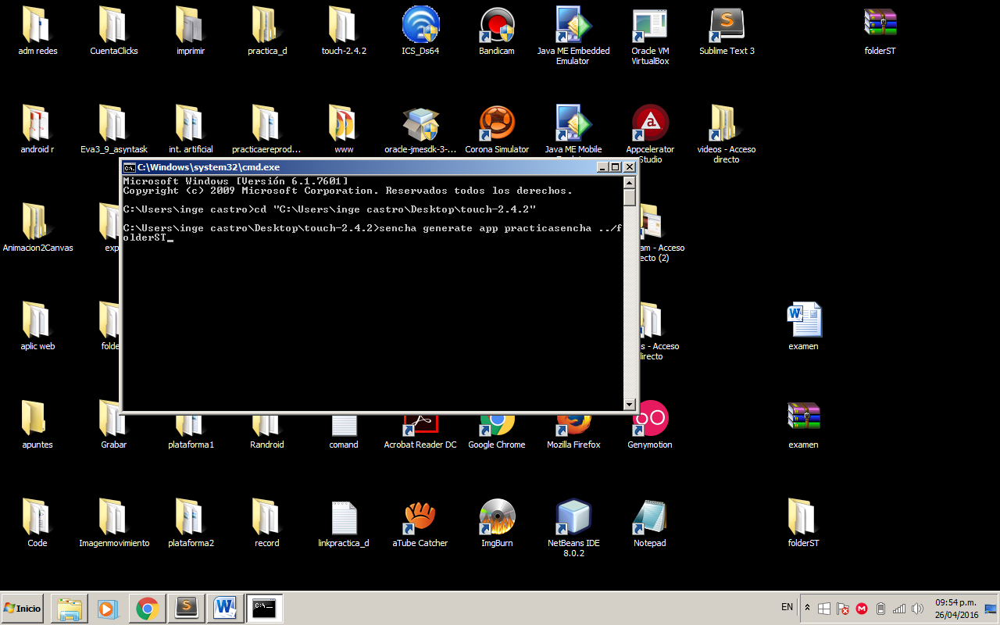 adm redes
CuentaClicks
imprimir
practica_d
touch-2.4.2
ICS_Ds64
Bandicam
Java ME Embedded
Emulator
Oracle VM
VirtualBox
Sublime Text 3
folderST
android r
Eva3_9_asyntask
int. artificial
practicaereprod...
www
oracle-jmesdk-3-...
Corona Simulator
Java ME Mobile
Appcelerator
Studio
videos - Acceso
directo
C:\Windows\system32\cmd.exe
Microsoft Windows [Versión 6.1.7601]
Copyright (c) 2009 Microsoft Corporation. Reservados todos los derechos.
C:\Users\inge castro>cd "C:\Users\inge castro\Desktop\touch-2.4.2"
C:\Users\inge castro\Desktop\touch-2.4.2>sencha generate app practicasencha ../f
olderST_
Animacion2Canvas
exp
am - Acceso
ecto (2)
aplic web
folde
s - Acceso
directo
examen
apuntes
Grabar
plataforma1
Randroid
comand
Acrobat Reader DC
Google Chrome
Mozilla Firefox
Genymotion
examen
Code
Imagenmovimiento
plataforma2
record
linkpractica_d
aTube Catcher
ImgBurn
NetBeans IDE
8.0.2
Notepad
folderST
Inicio
EN
09:54 p.m.
26/04/2016